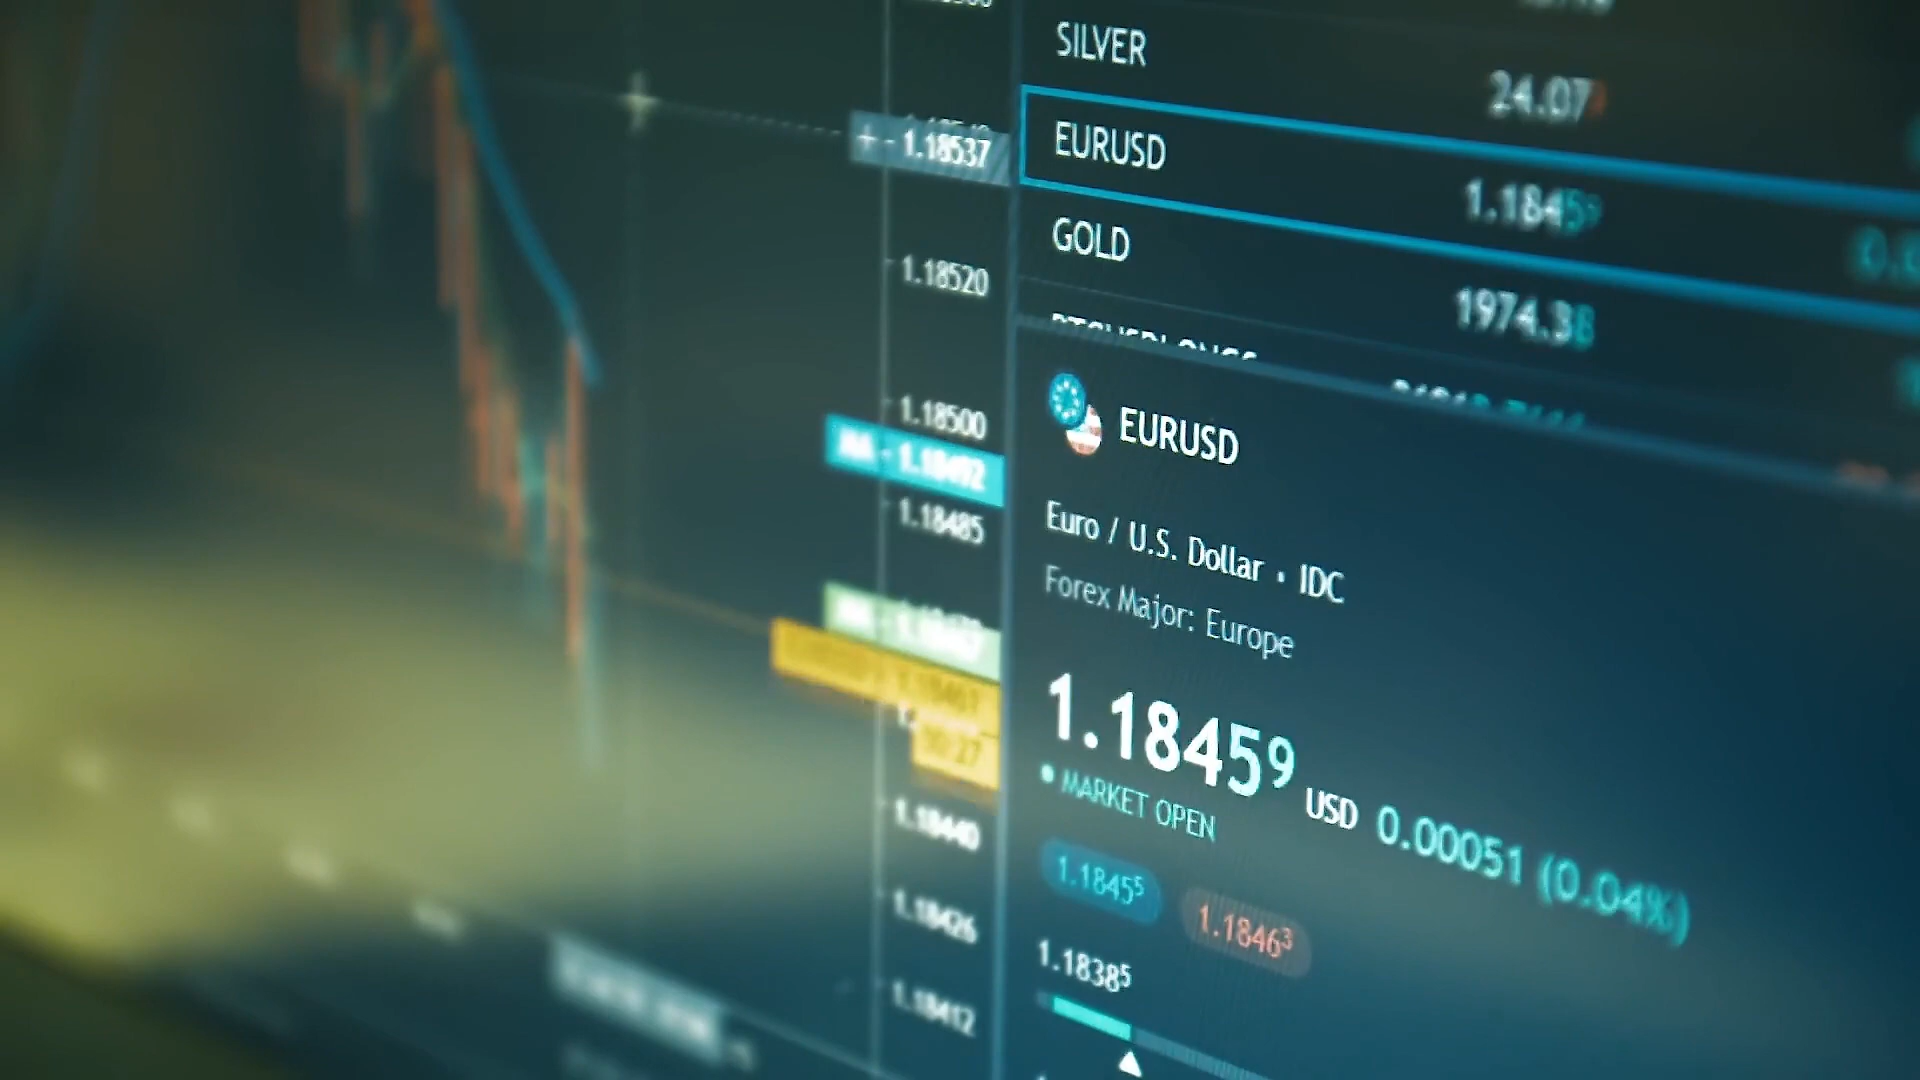 SILVER
24.07
EURUSD
1.18459
GOLD
1974.38
+ - 1.18537
1.18520
1.18500
1.18485
1.18440
1.18426
1.18412
EURUSD
Euro / U.S. Dollar · IDC
Forex Major: Europe
1.18459 USD 0.00051 (0.04%)
MARKET OPEN
1.18455 1.18463
1.18385